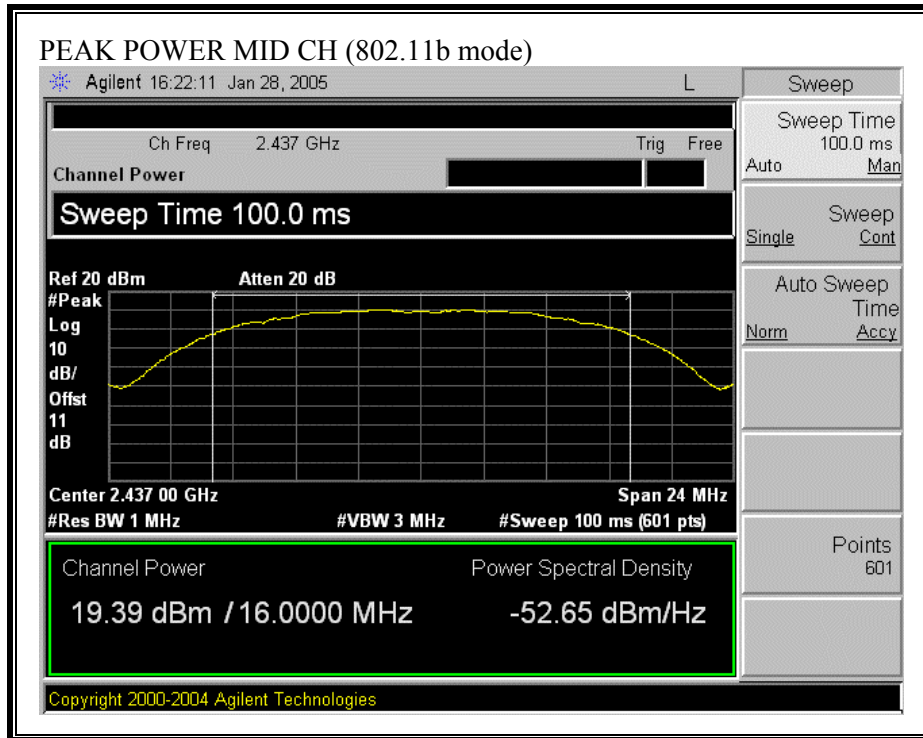 PEAK POWER MID CH (802.11b mode)
Agilent 16:22:11 Jan 28, 2005 L
Sweep
Ch Freq 2.437 GHz Trig Free
Channel Power
Sweep Time 100.0 ms
Ref 20 dBm Atten 20 dB
#Peak
Log
10
dB/
Offst
11
dB
Center 2.437 00 GHz Span 24 MHz
#Res BW 1 MHz #VBW 3 MHz #Sweep 100 ms (601 pts)
Channel Power Power Spectral Density
19.39 dBm / 16.0000 MHz -52.65 dBm/Hz
Copyright 2000-2004 Agilent Technologies
Sweep Time
100.0 ms
Auto Man
Sweep
Single Cont
Auto Sweep
Time
Norm Accy
Points
601